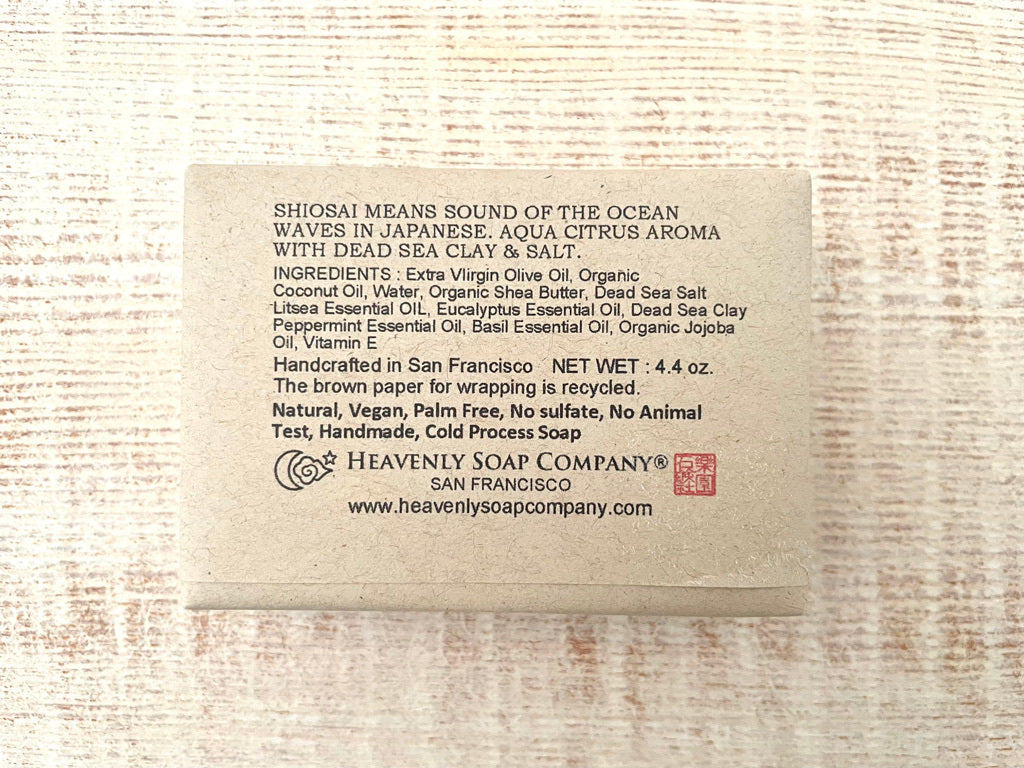 SHIOSAI MEANS SOUND OF THE OCEAN
WAVES IN JAPANESE. AQUA CITRUS AROMA
WITH DEAD SEA CLAY & SALT.
INGREDIENTS : Extra VIirgin Olive Oil, Organic
Coconut Oil, Water, Organic Shea Butter, Dead Sea Salt
Litsea Essential OIL, Eucalyptus Essential Oil, Dead Sea Clay
Peppermint Essential Oil, Basil Essential Oil, Organic Jojoba
Oil, Vitamin E
Handcrafted in San Francisco NET WET : 4.4 oz.
The brown paper for wrapping is recycled.
Natural, Vegan, Palm Free, No sulfate, No Animal
Test, Handmade, Cold Process Soap
HEAVENLY SOAP COMPANY®
SAN FRANCISCO
www.heavenlysoapcompany.com